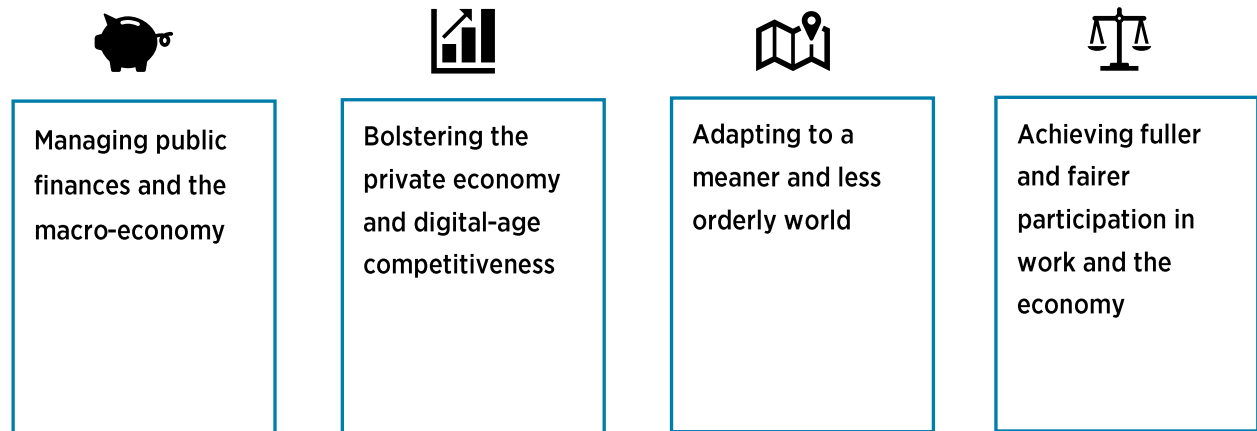 Managing public
finances and the
macro-economy
Bolstering the
private economy
and digital-age
competitiveness
Adapting to a
meaner and less
orderly world
Achieving fuller
and fairer
participation in
work and the
economy